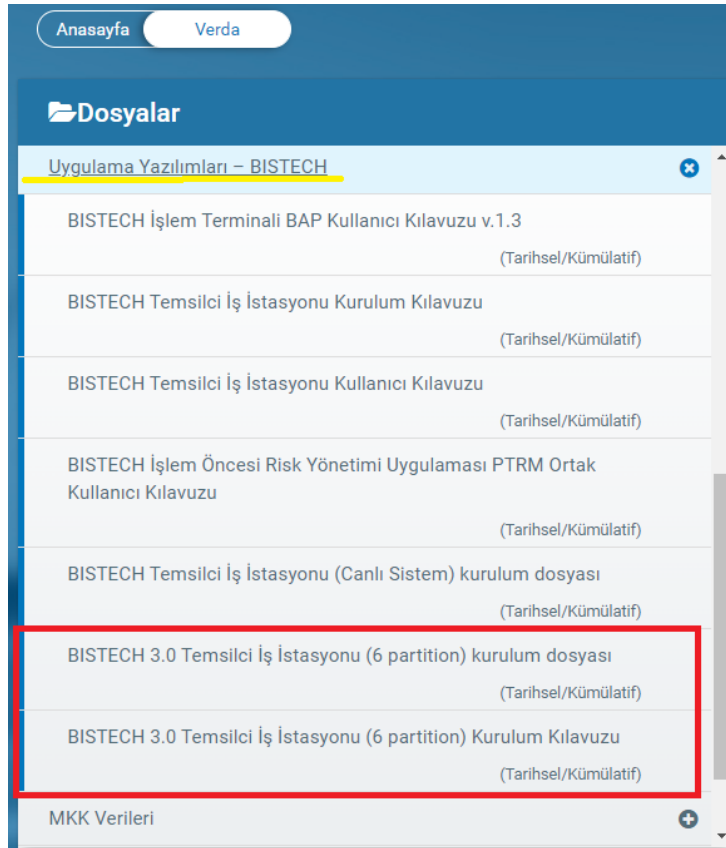 Anasayfa
Verda
Dosyalar
Uygulama Yazılımları – BISTECH
BISTECH İşlem Terminali BAP Kullanıcı Kılavuzu v.1.3
(Tarihsel/Kümülatif)
BISTECH Temsilci İş İstasyonu Kurulum Kılavuzu
(Tarihsel/Kümülatif)
BISTECH Temsilci İş İstasyonu Kullanıcı Kılavuzu
(Tarihsel/Kümülatif)
BISTECH İşlem Öncesi Risk Yönetimi Uygulaması PTRM Ortak
Kullanıcı Kılavuzu
(Tarihsel/Kümülatif)
BISTECH Temsilci İş İstasyonu (Canlı Sistem) kurulum dosyası
(Tarihsel/Kümülatif)
BISTECH 3.0 Temsilci İş İstasyonu (6 partition) kurulum dosyası
(Tarihsel/Kümülatif)
BISTECH 3.0 Temsilci İş İstasyonu (6 partition) Kurulum Kılavuzu
(Tarihsel/Kümülatif)
MKK Verileri